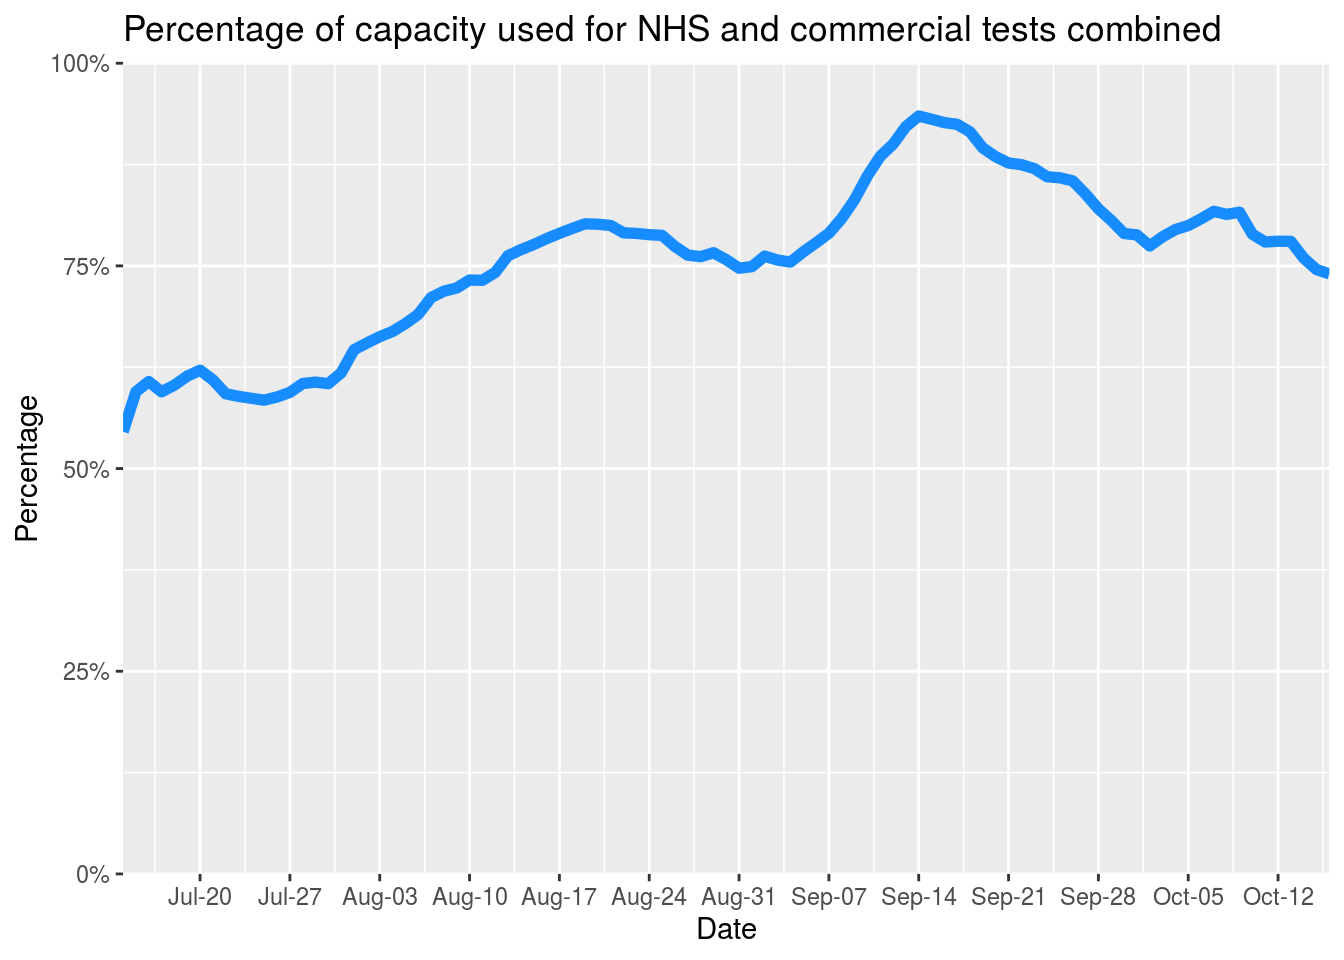 Percentage of capacity used for NHS and commercial tests combined
100%
75%
50%
25%
0%
Percentage
Jul-20 Jul-27 Aug-03 Aug-10 Aug-17 Aug-24 Aug-31 Sep-07 Sep-14 Sep-21 Sep-28 Oct-05 Oct-12
Date